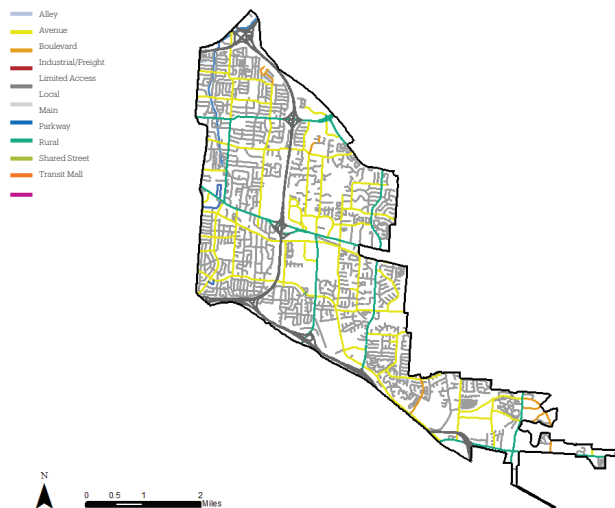 Alley
Avenue
Boulevard
Industrial/Freight
Limited Access
Local
Main
Parkway
Rural
Shared Street
Transit Mall
N
0 0.5 1 2
Miles